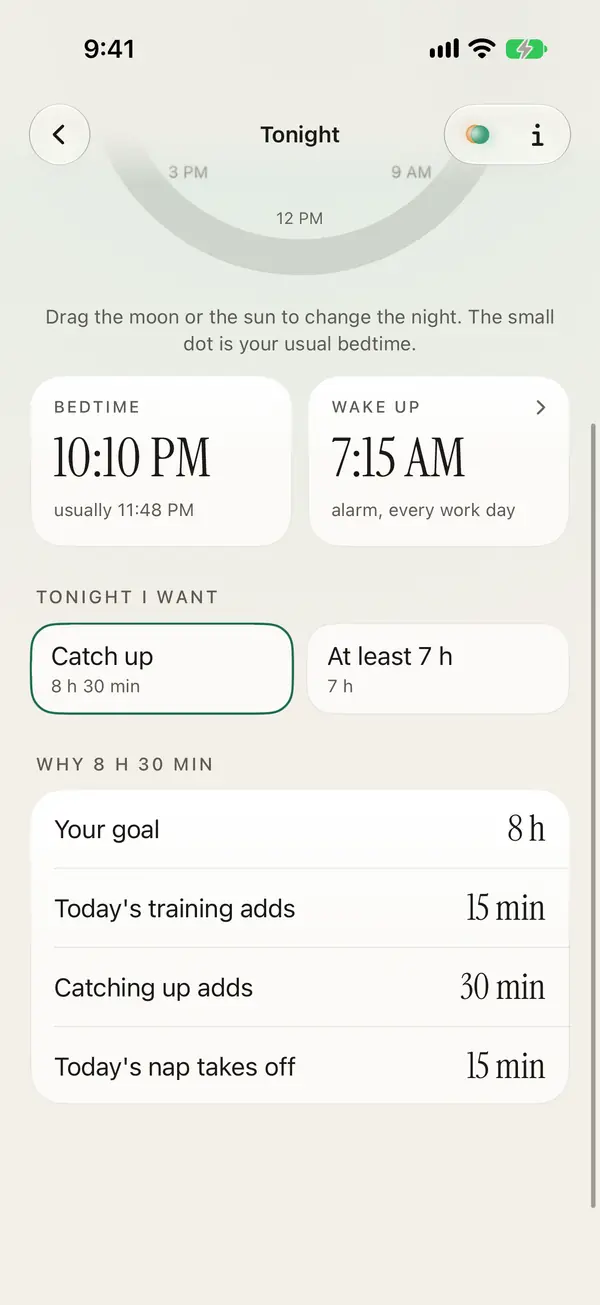 9:41
Tonight
i
3 PM
9 AM
12 PM
Drag the moon or the sun to change the night. The small
dot is your usual bedtime.
BEDTIME
10:10 PM
usually 11:48 PM
WAKE UP
7:15 AM
alarm, every work day
TONIGHT I WANT
Catch up
8 h 30 min
At least 7 h
7 h
WHY 8 H 30 MIN
Your goal
8 h
Today's training adds
15 min
Catching up adds
30 min
Today's nap takes off
15 min